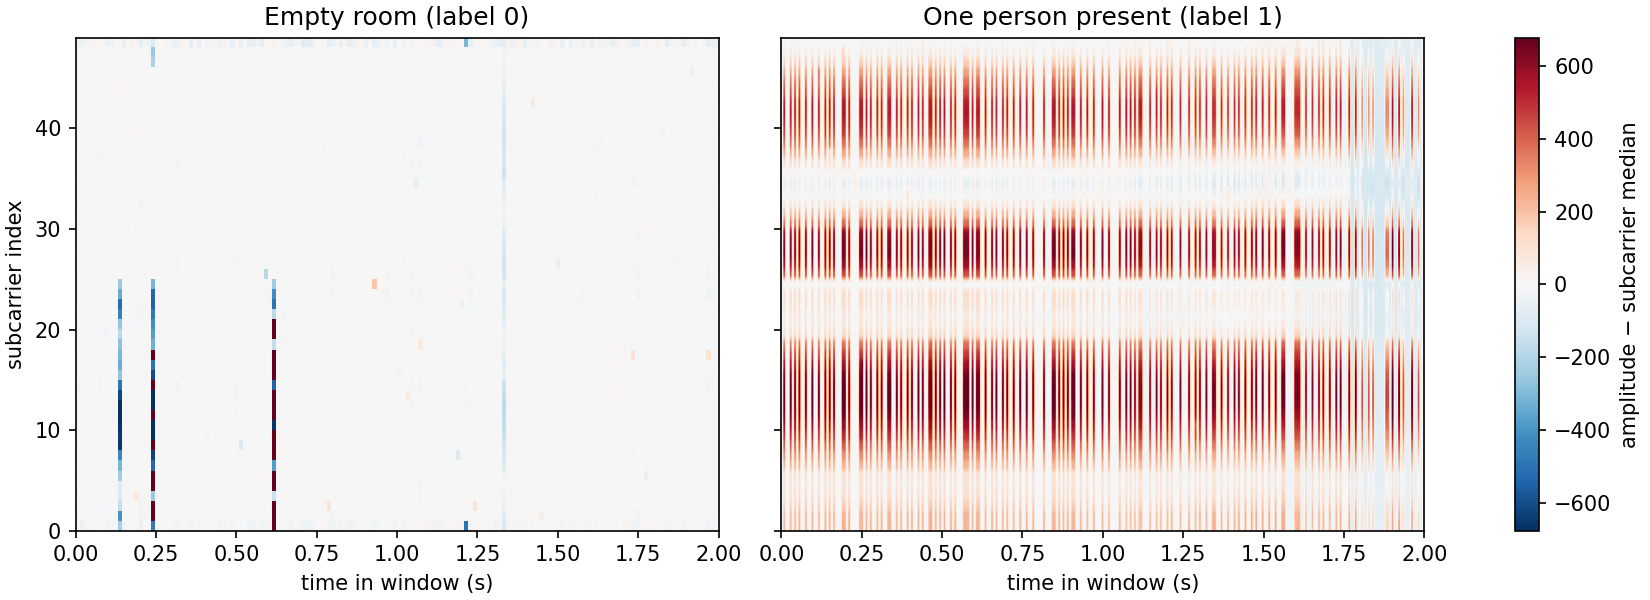 Empty room (label 0)
One person present (label 1)
subcarrier index
40
30
20
10
0
0.00 0.25 0.50 0.75 1.00 1.25 1.50 1.75 2.00
time in window (s)
0.00 0.25 0.50 0.75 1.00 1.25 1.50 1.75 2.00
time in window (s)
600
400
200
0
−200
−400
−600
amplitude − subcarrier median